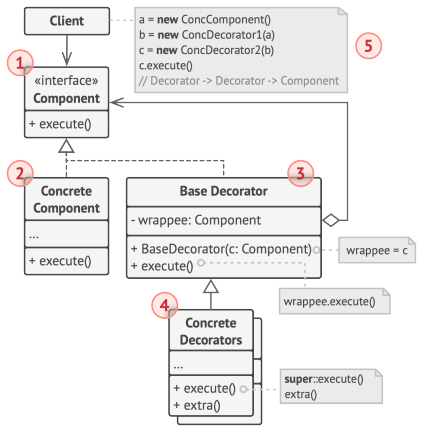 Client
a = new ConcComponent()
b = new ConcDecorator1(a)
c = new ConcDecorator2(b)
c.execute()
// Decorator -> Decorator -> Component
5
1
«interface»
Component
+ execute()
2
Concrete
Component
...
+ execute()
3
Base Decorator
- wrappee: Component
+ BaseDecorator(c: Component)
+ execute()
wrappee = c
wrappee.execute()
4
Concrete
Decorators
...
+ execute()
+ extra()
super::execute()
extra()